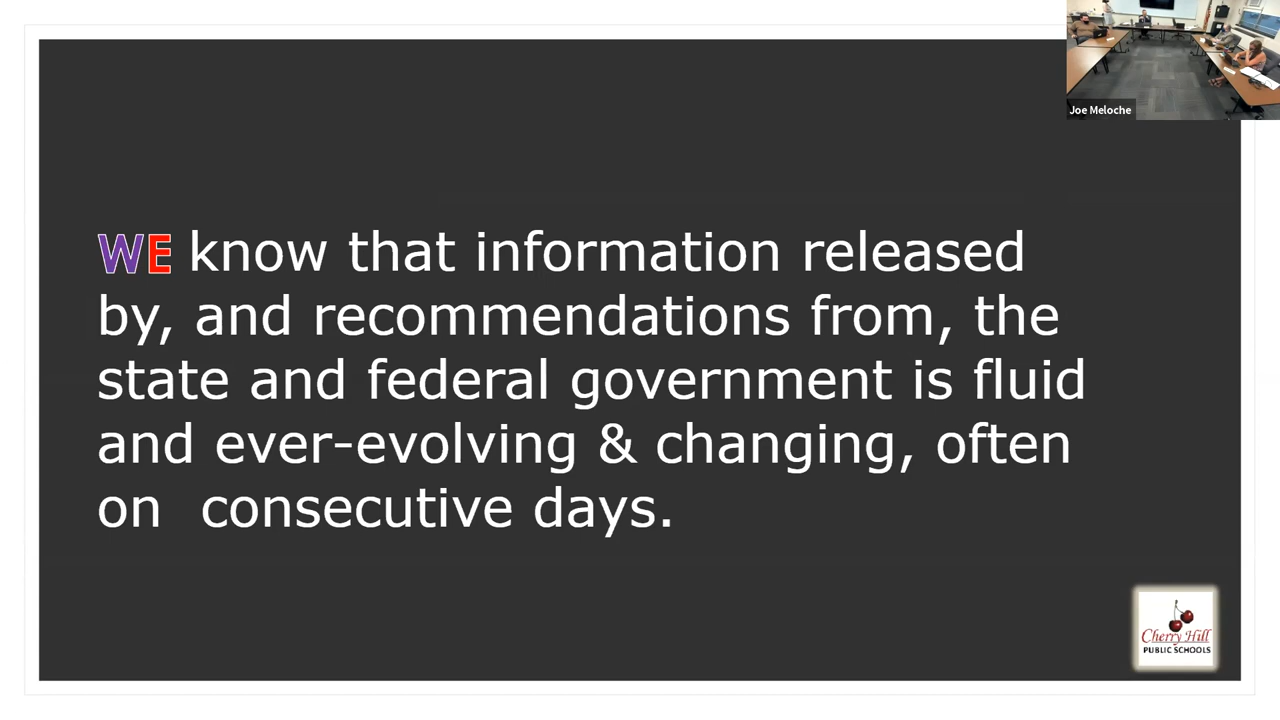 Joe Meloche
WE know that information released
by, and recommendations from, the
state and federal government is fluid
and ever-evolving & changing, often
on  consecutive days.
Cherry Hill
PUBLIC SCHOOLS